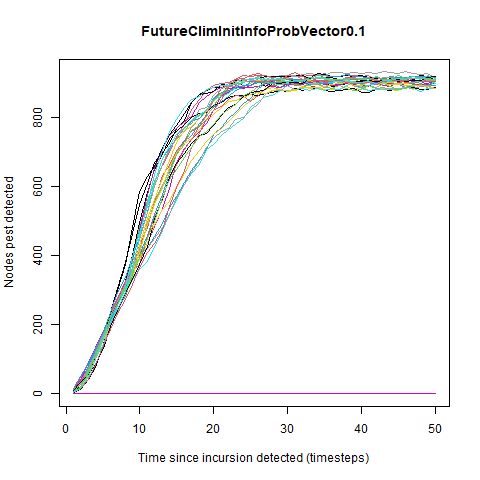 FutureClimInitInfoProbVector0.1
Nodes pest detected
800
600
400
200
0
0 10 20 30 40 50
Time since incursion detected (timesteps)